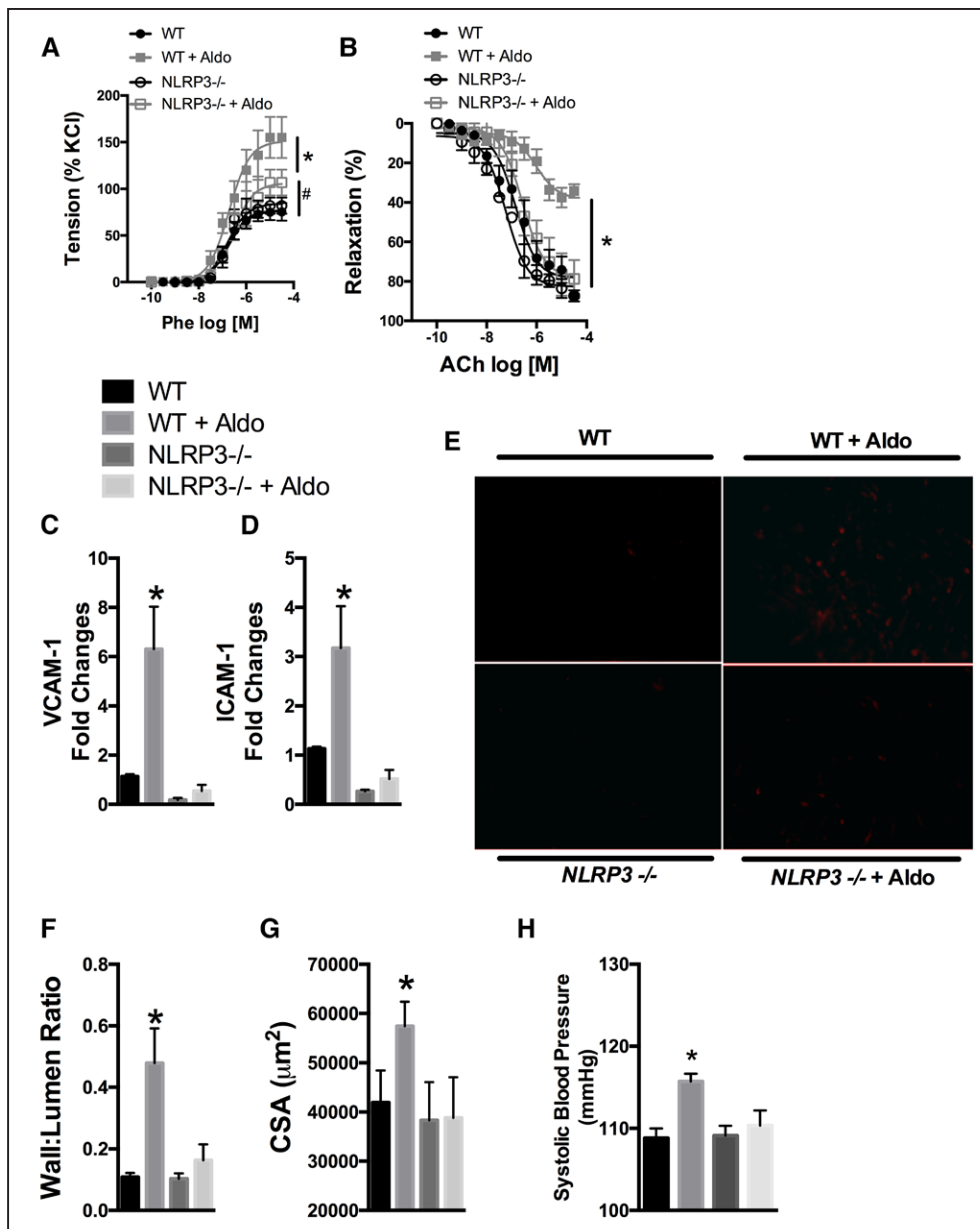 A
WT
WT + Aldo
NLRP3-/-
NLRP3-/- + Aldo
Tension (% KCl)
200
150
100
50
0
*
#
-10
-8
-6
-4
Phe log [M]
B
WT
WT + Aldo
NLRP3-/-
NLRP3-/- + Aldo
Relaxation (%)
0
20
40
60
80
100
*
-10
-8
-6
-4
ACh log [M]
WT
WT + Aldo
NLRP3-/-
NLRP3-/- + Aldo
C
VCAM-1
Fold Changes
10
8
6
4
2
0
*
D
ICAM-1
Fold Changes
5
4
3
2
1
0
*
E
WT
WT + Aldo
NLRP3 -/-
NLRP3 -/- + Aldo
F
Wall:Lumen Ratio
0.8
0.6
0.4
0.2
0.0
*
G
CSA (μm²)
70000
60000
50000
40000
30000
20000
*
H
Systolic Blood Pressure
(mmHg)
130
120
110
100
*